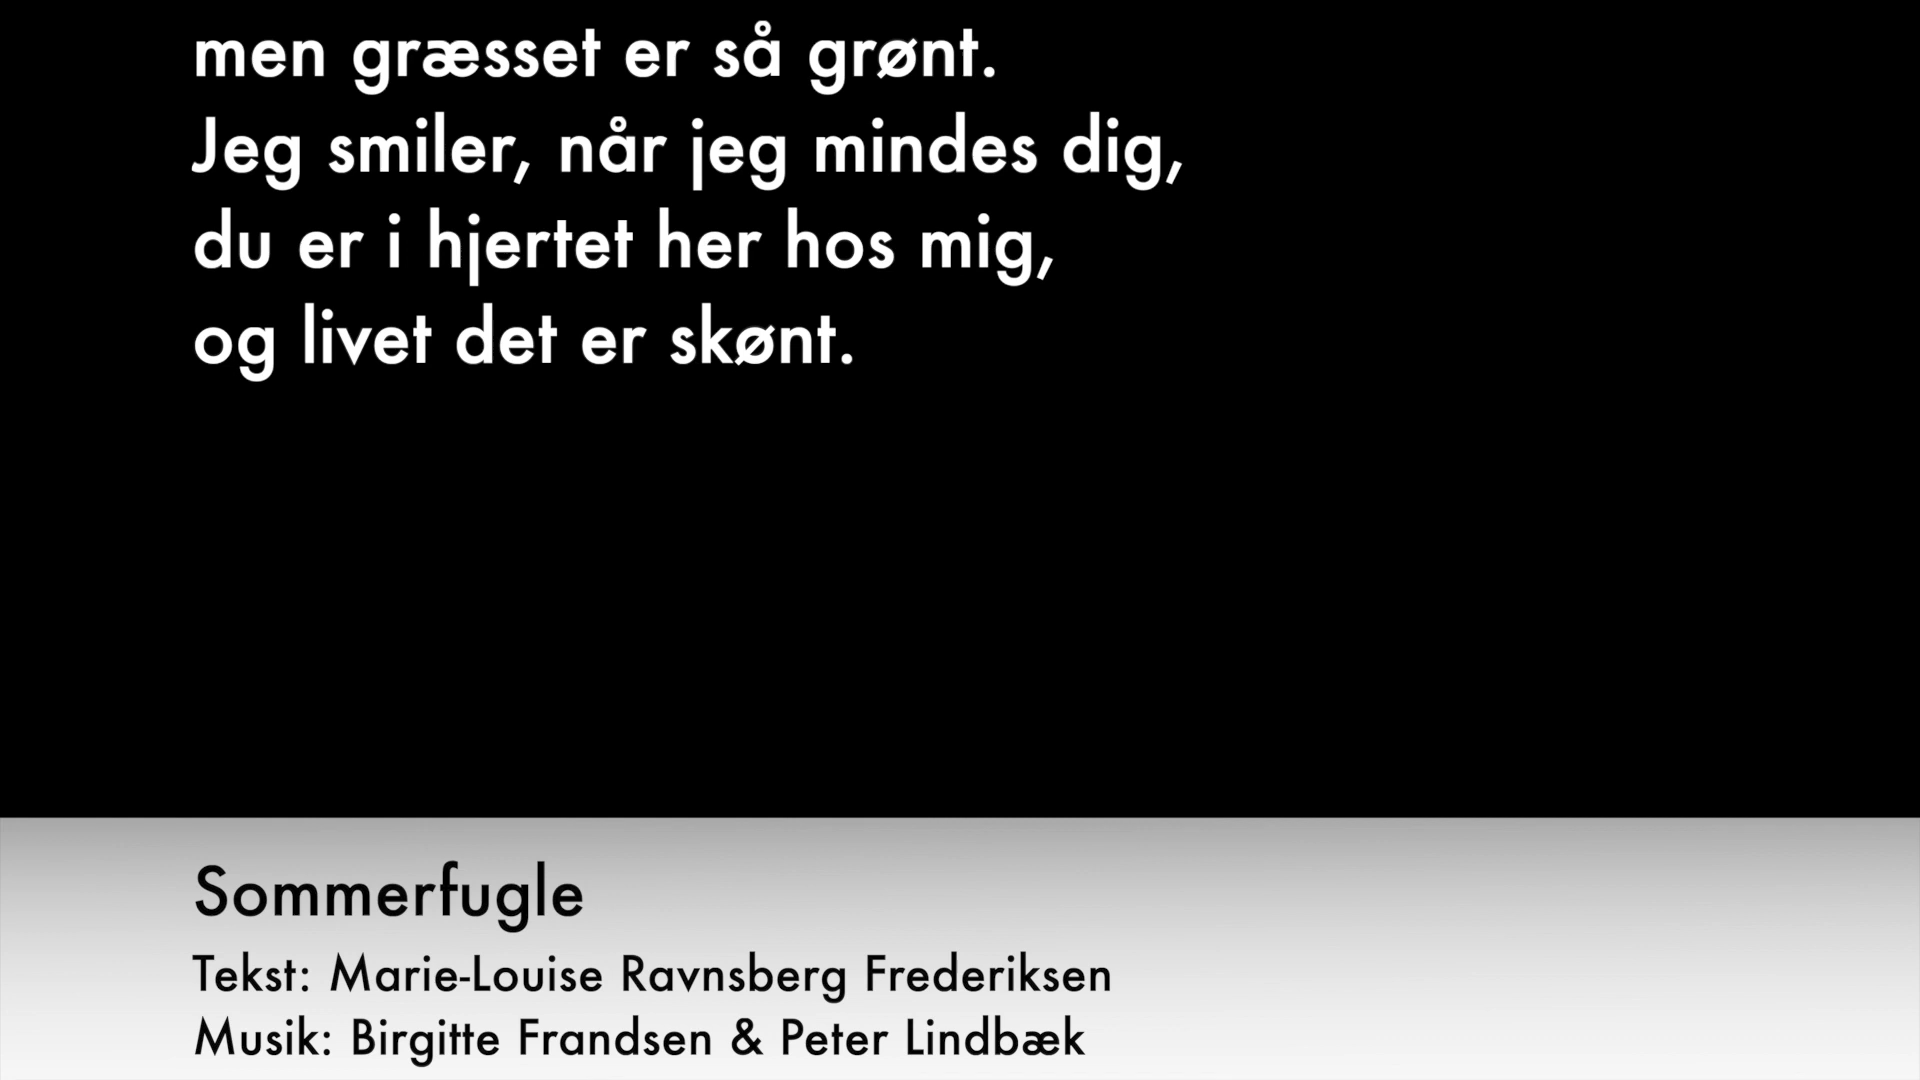 men græsset er så grønt.
Jeg smiler, når jeg mindes dig,
du er i hjertet her hos mig,
og livet det er skønt.
Sommerfugle
Tekst: Marie-Louise Ravnsberg Frederiksen
Musik: Birgitte Frandsen & Peter Lindbæk